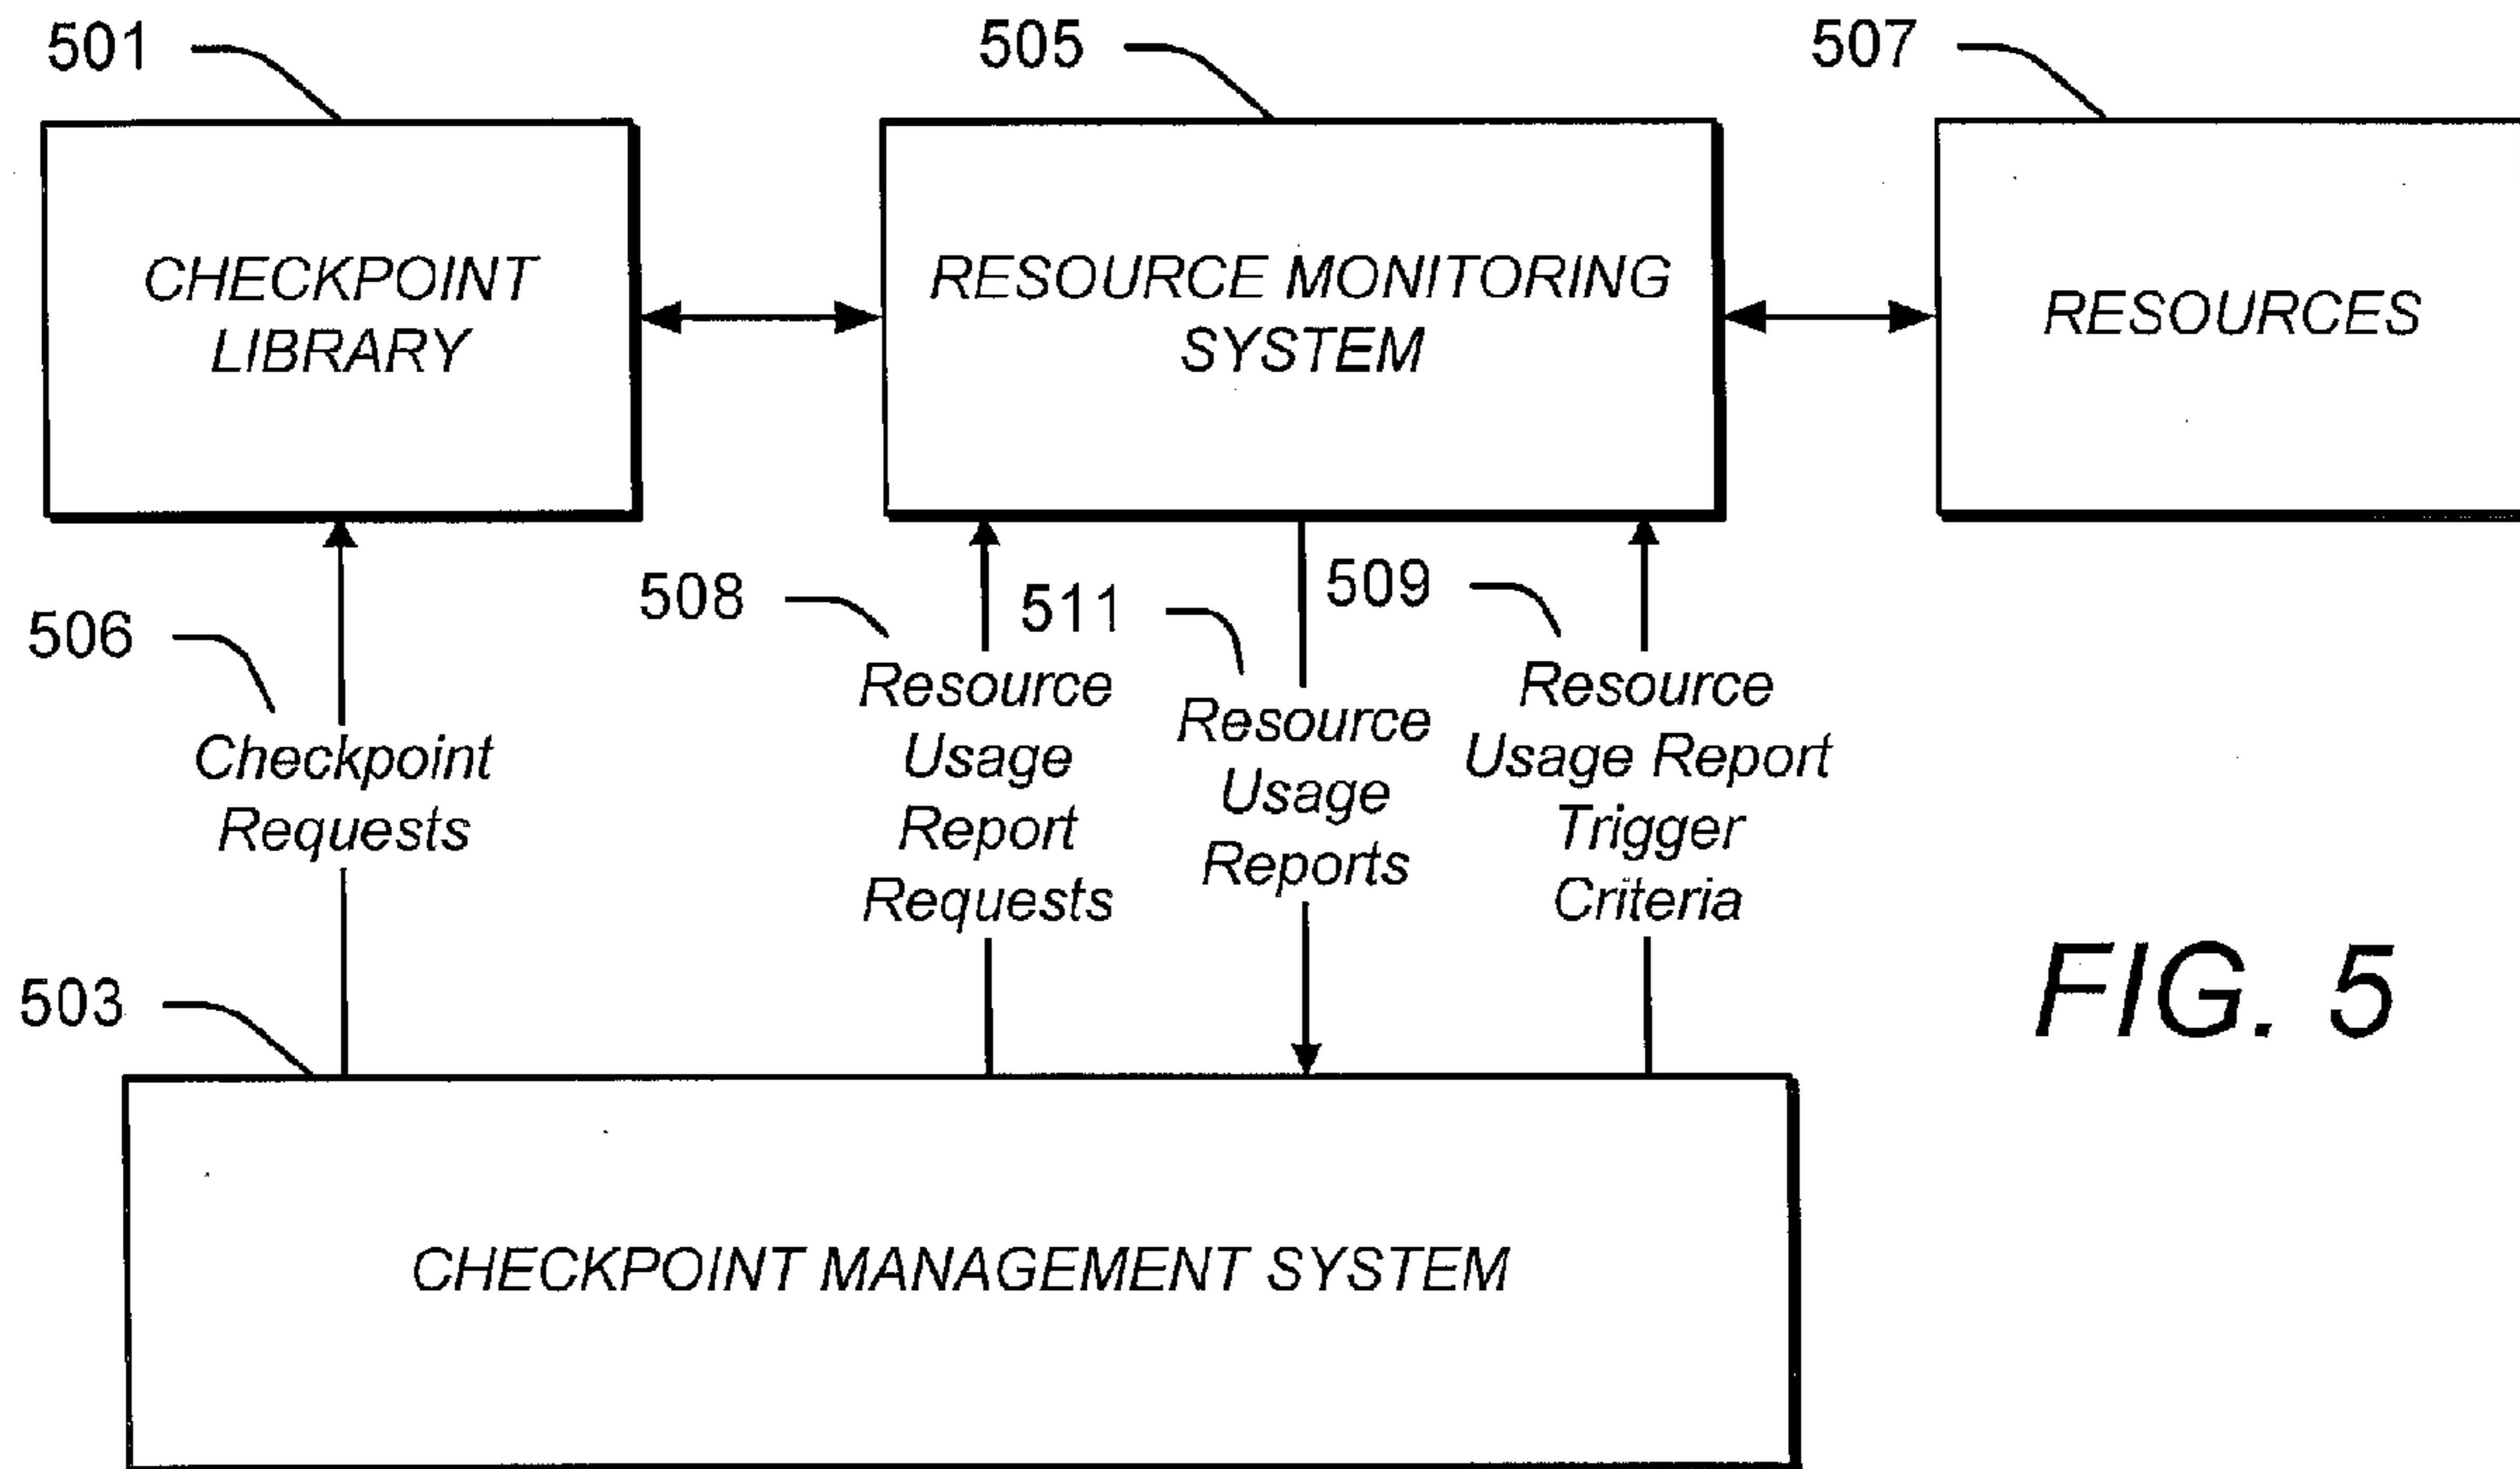 501
505
507
CHECKPOINT
LIBRARY
RESOURCE MONITORING
SYSTEM
RESOURCES
506
Checkpoint
Requests
508
Resource
Usage
Report
Requests
511
Resource
Usage
Reports
509
Resource
Usage Report
Trigger
Criteria
503
CHECKPOINT MANAGEMENT SYSTEM
FIG. 5